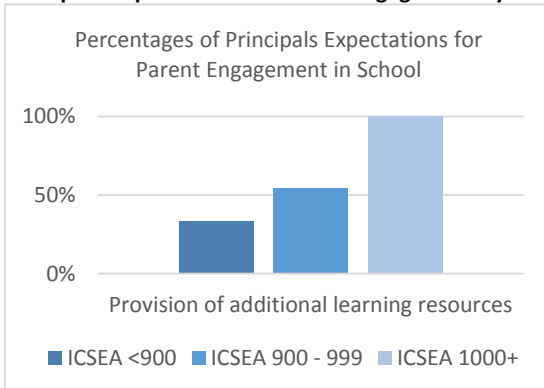 Percentages of Principals Expectations for
Parent Engagement in School
100%
50%
0%
Provision of additional learning resources
ICSEA <900 ICSEA 900 - 999 ICSEA 1000+